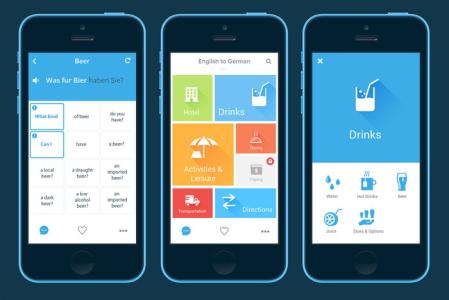 Beer
Was fur Bier haben Sie?
What kind
of beer
do you
have?
Can I
have
a beer?
a local
beer?
a draught
beer?
an
imported
beer?
a dark
beer?
a low
alcohol
beer?
an
imported
beer?
English to German
Hotel
Drinks
Activities &
Leisure
Dining
Paying
Transportation
Directions
Drinks
Water
Hot Drinks
Beer
Juice
Sizes & Options